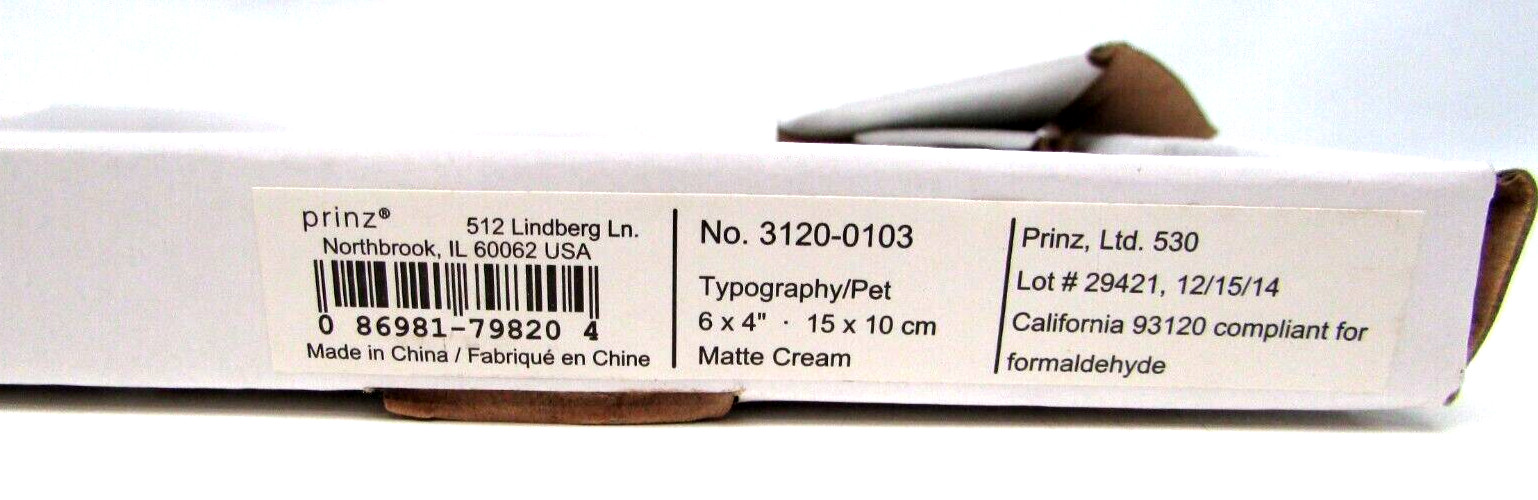 prinz®
512 Lindberg Ln.
Northbrook, IL 60062 USA
0 86981-79820 4
Made in China / Fabriqué en Chine
No. 3120-0103
Typography/Pet
6 x 4" · 15 x 10 cm
Matte Cream
Prinz, Ltd. 530
Lot # 29421, 12/15/14
California 93120 compliant for
formaldehyde